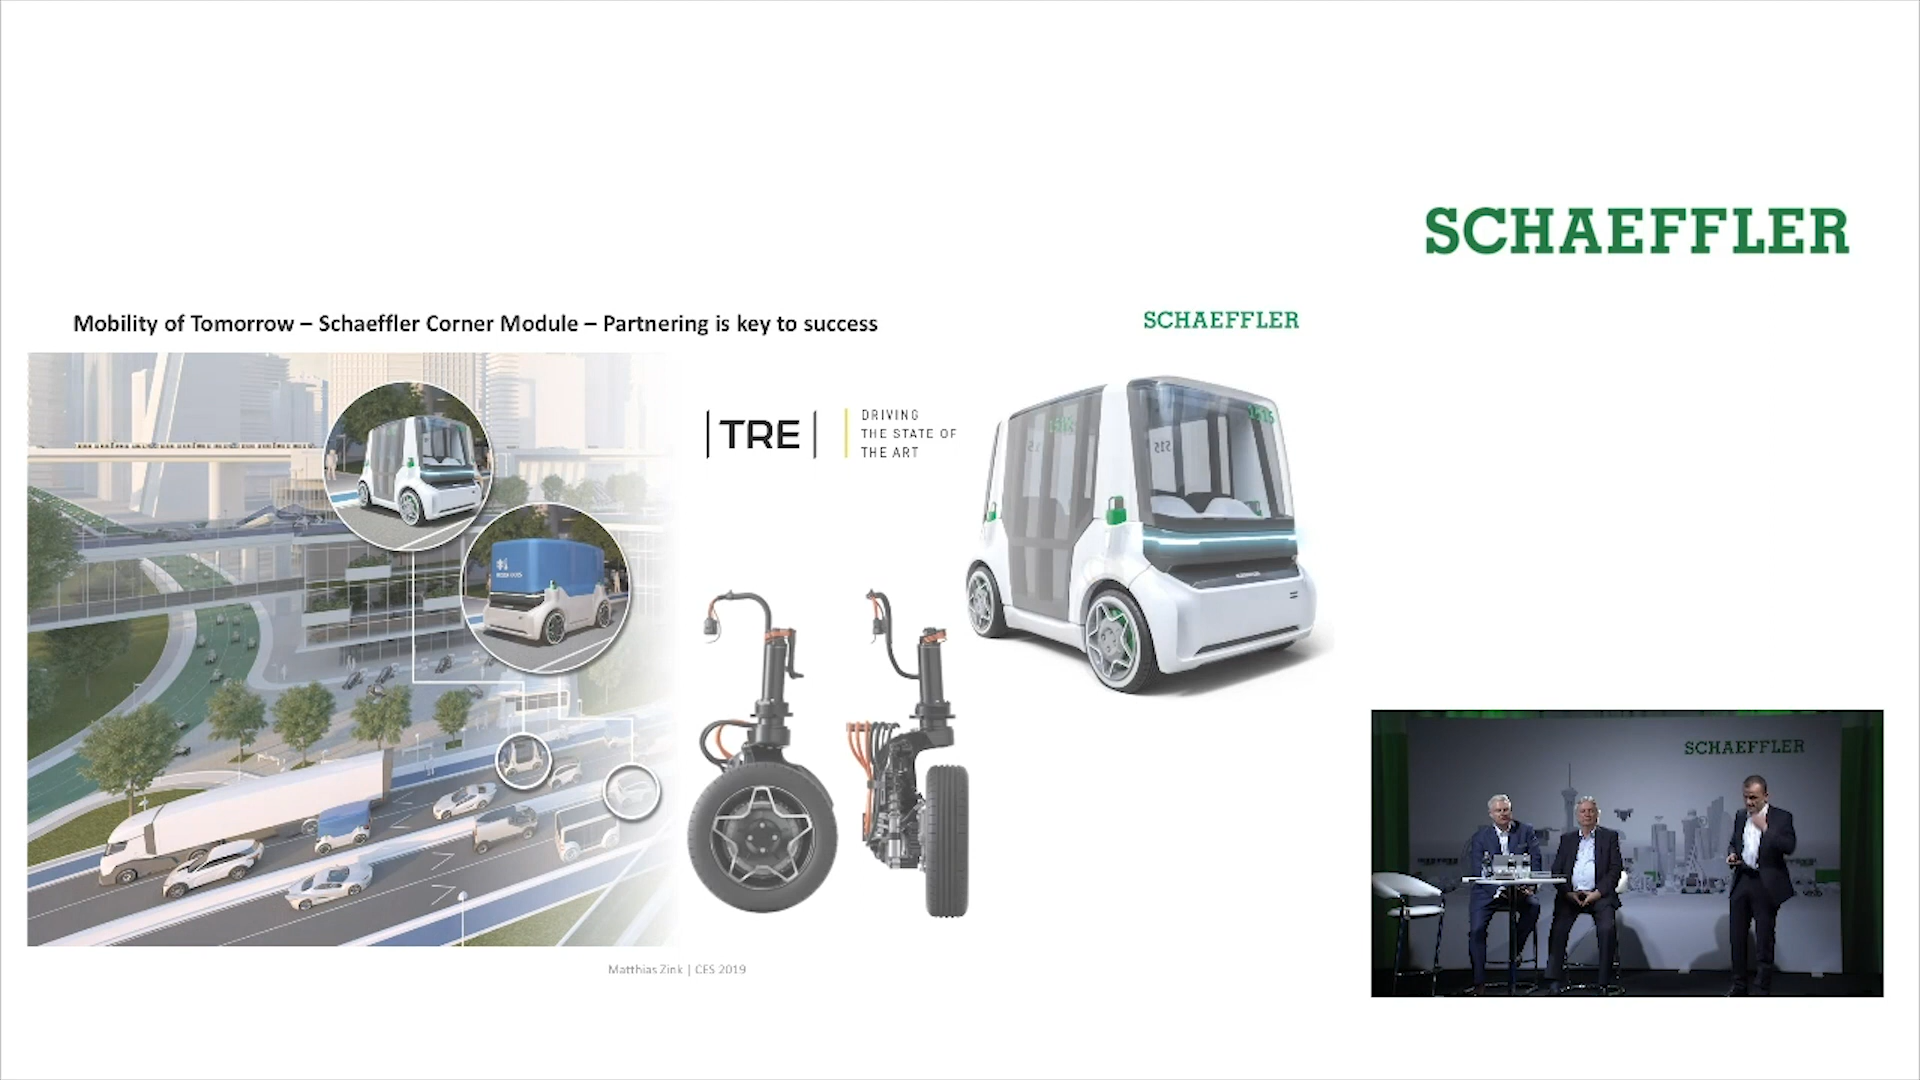 SCHAEFFLER
Mobility of Tomorrow – Schaeffler Corner Module – Partnering is key to success
SCHAEFFLER
|TRE|
DRIVING
THE STATE OF
THE ART
Matthias Zink | CES 2019
SCHAEFFLER